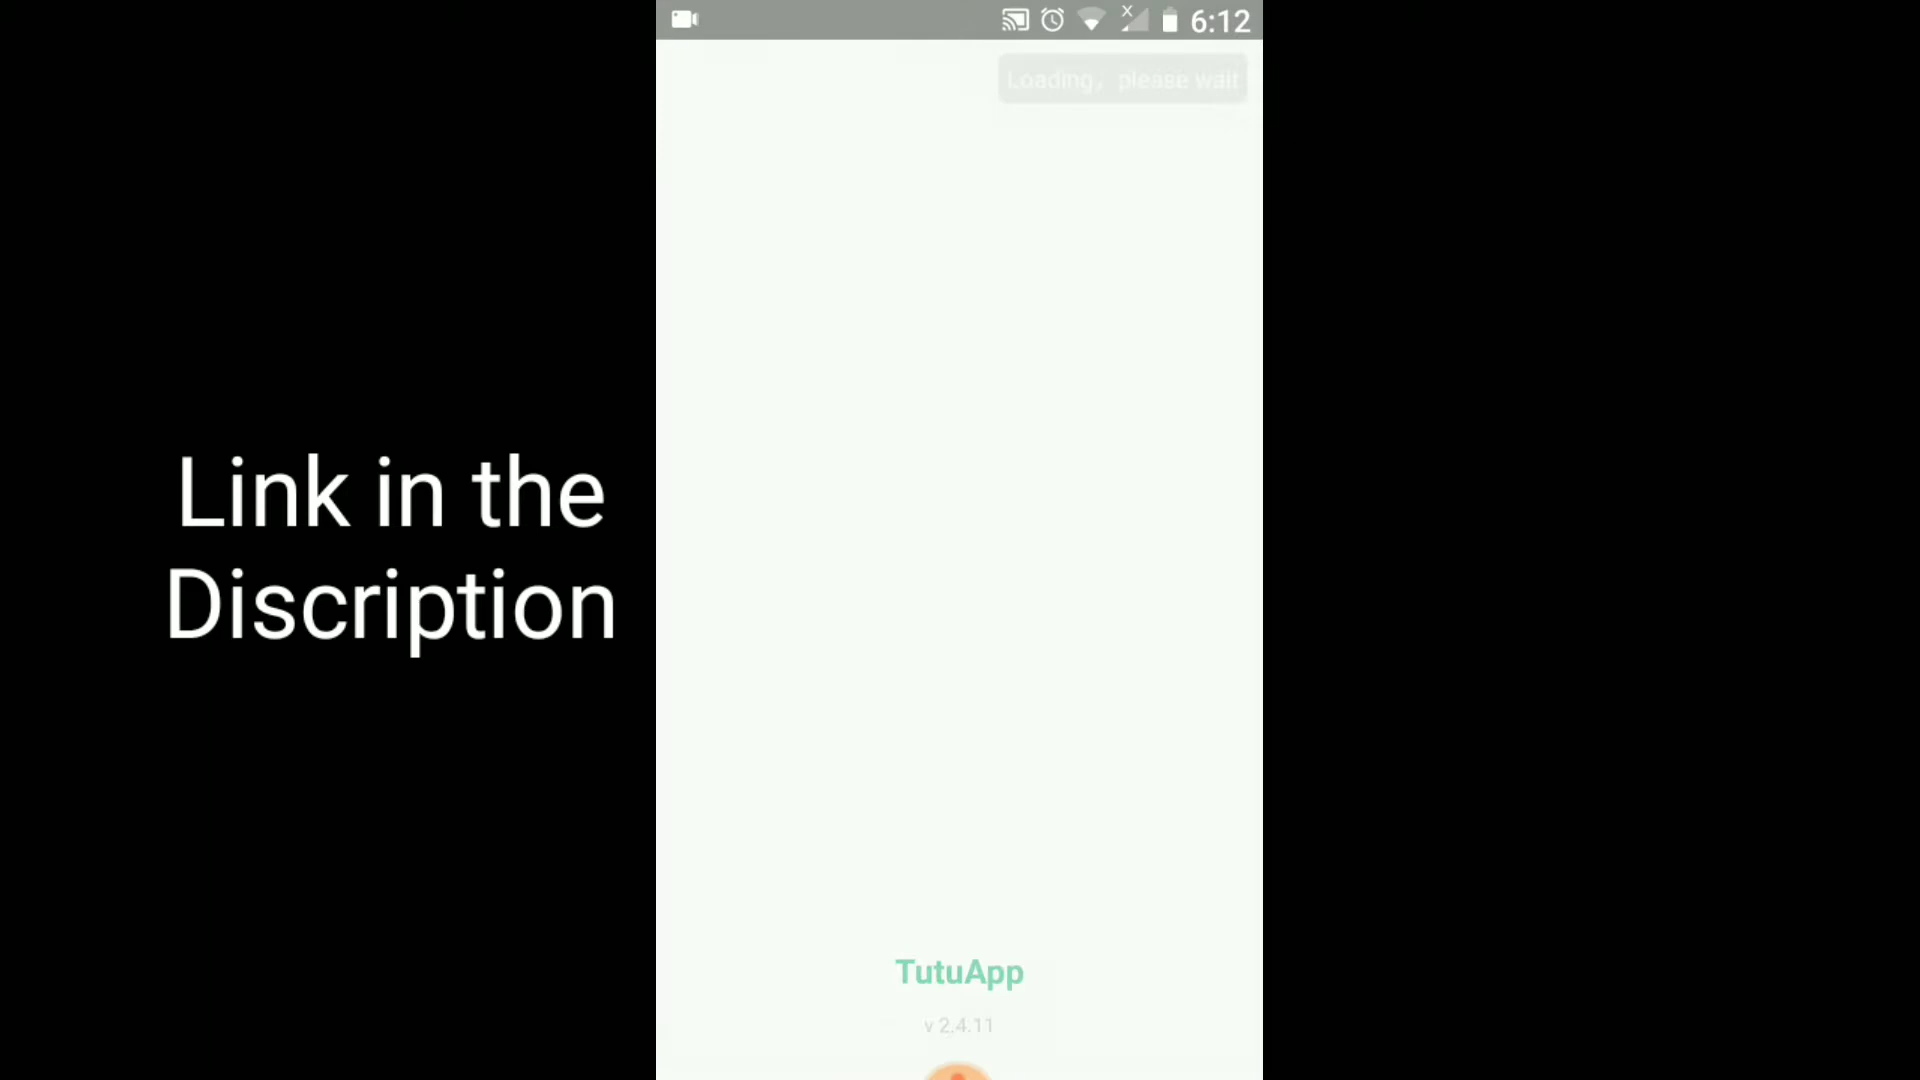 6:12
Loading, please wait
Link in the
Discription
TutuApp
v 2.4.11